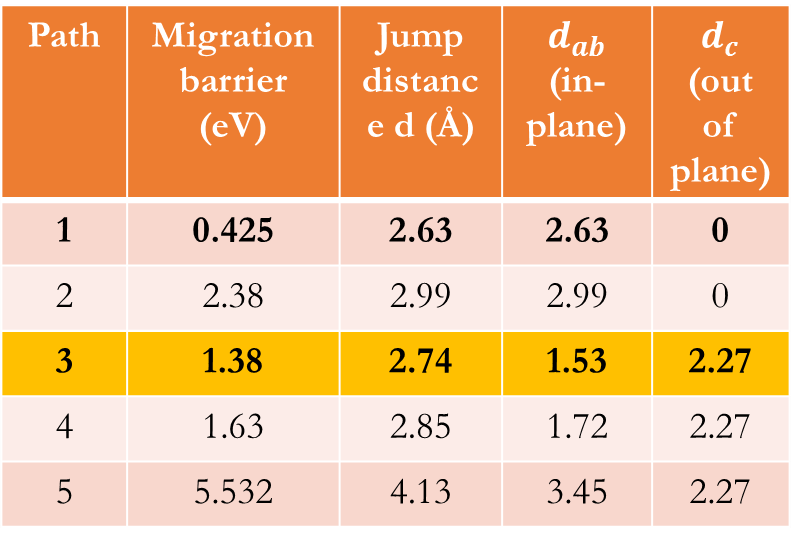 Path Migration barrier (eV) Jump distanc e d (Å) d_ab (in- plane) d_c (out of plane)
1 0.425 2.63 2.63 0
2 2.38 2.99 2.99 0
3 1.38 2.74 1.53 2.27
4 1.63 2.85 1.72 2.27
5 5.532 4.13 3.45 2.27